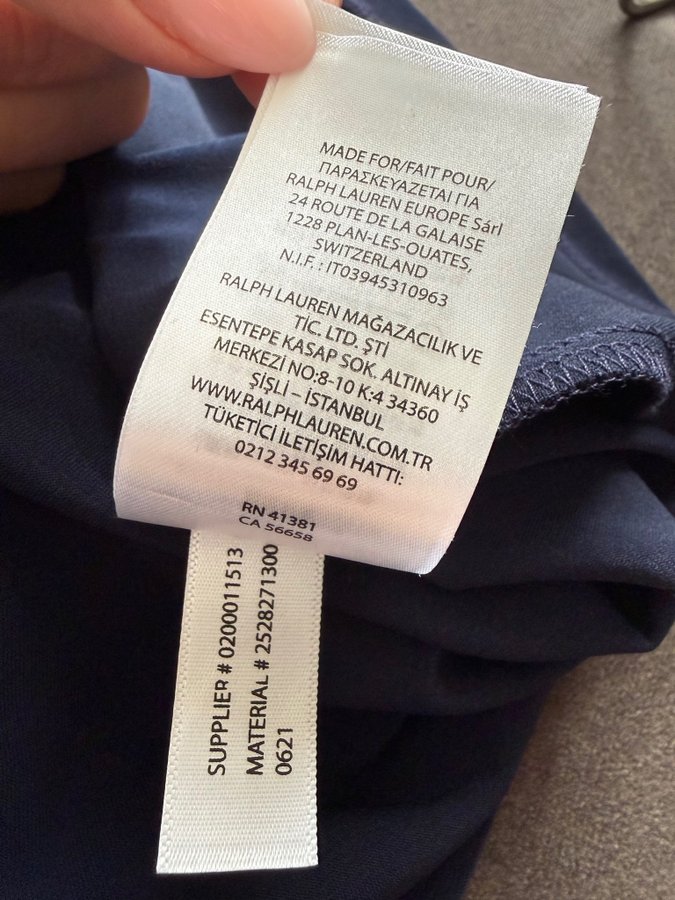 MADE FOR/FAIT POUR/
ΠΑΡΑΣΚΕΥΑΖΕΤΑΙ ΓΙΑ
RALPH LAUREN EUROPE Sárl
24 ROUTE DE LA GALAISE
1228 PLAN-LES-OUATES,
SWITZERLAND
N.I.F. : IT03945310963
RALPH LAUREN MAĞAZACILIK VE
TİC. LTD. ŞTİ
ESENTEPE KASAP SOK. ALTINAY İŞ
MERKEZİ NO:8-10 K:4 34360
ŞİŞLİ – İSTANBUL
WWW.RALPHLAUREN.COM.TR
TÜKETİCİ İLETİŞİM HATTI:
0212 345 69 69
RN 41381
CA 56658
SUPPLIER # 0200011513
MATERIAL # 2528271300
0621